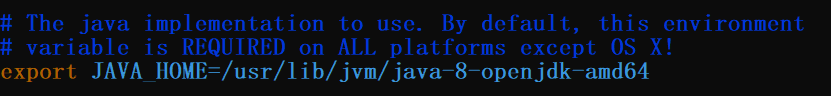 # The java implementation to use. By default, this environment
# variable is REQUIRED on ALL platforms except OS X!
export JAVA_HOME=/usr/lib/jvm/java-8-openjdk-amd64